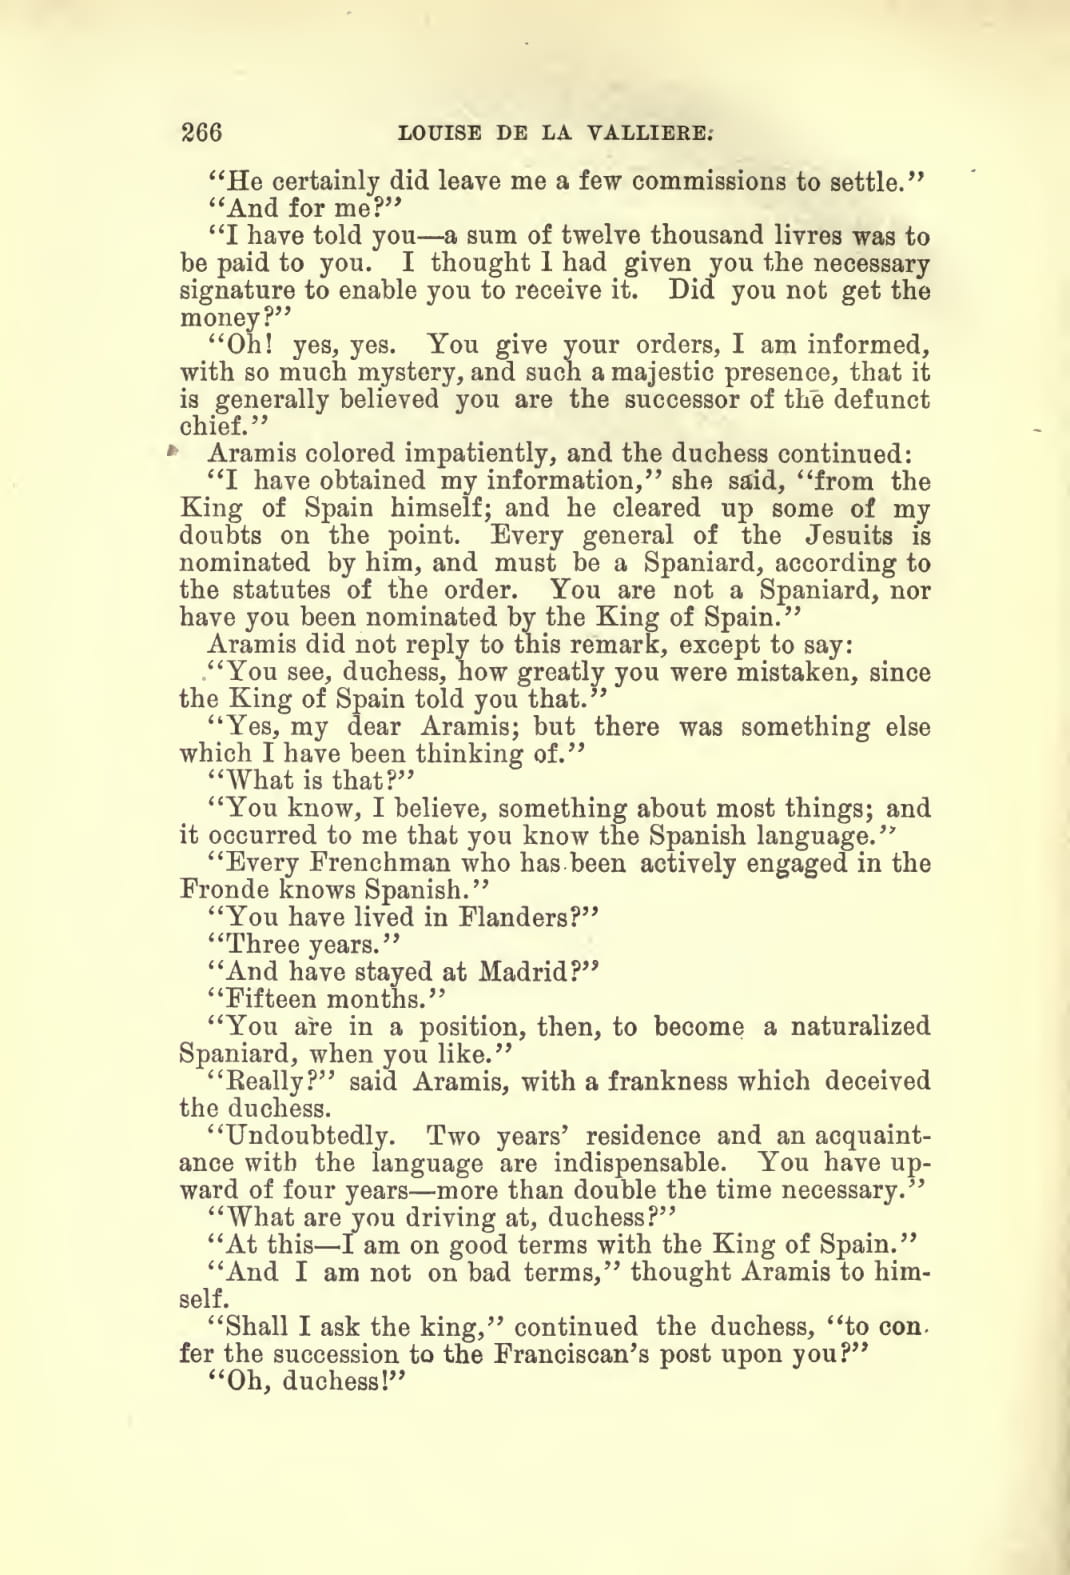 266 LOUISE DE LA VALLIERE.
“He certainly did leave me a few commissions to settle.”
“And for me?”
“I have told you—a sum of twelve thousand livres was to
be paid to you. I thought I had given you the necessary
signature to enable you to receive it. Did you not get the
money?”
“Oh! yes, yes. You give your orders, I am informed,
with so much mystery, and such a majestic presence, that it
is generally believed you are the successor of the defunct
chief.”
Aramis colored impatiently, and the duchess continued:
“I have obtained my information,” she said, “from the
King of Spain himself; and he cleared up some of my
doubts on the point. Every general of the Jesuits is
nominated by him, and must be a Spaniard, according to
the statutes of the order. You are not a Spaniard, nor
have you been nominated by the King of Spain.”
Aramis did not reply to this remark, except to say:
“You see, duchess, how greatly you were mistaken, since
the King of Spain told you that.”
“Yes, my dear Aramis; but there was something else
which I have been thinking of.”
“What is that?”
“You know, I believe, something about most things; and
it occurred to me that you know the Spanish language.”
“Every Frenchman who has been actively engaged in the
Fronde knows Spanish.”
“You have lived in Flanders?”
“Three years.”
“And have stayed at Madrid?”
“Fifteen months.”
“You are in a position, then, to become a naturalized
Spaniard, when you like.”
“Really?” said Aramis, with a frankness which deceived
the duchess.
“Undoubtedly. Two years’ residence and an acquaint-
ance with the language are indispensable. You have up-
ward of four years—more than double the time necessary.”
“What are you driving at, duchess?”
“At this—I am on good terms with the King of Spain.”
“And I am not on bad terms,” thought Aramis to him-
self.
“Shall I ask the king,” continued the duchess, “to con-
fer the succession to the Franciscan’s post upon you?”
“Oh, duchess!”